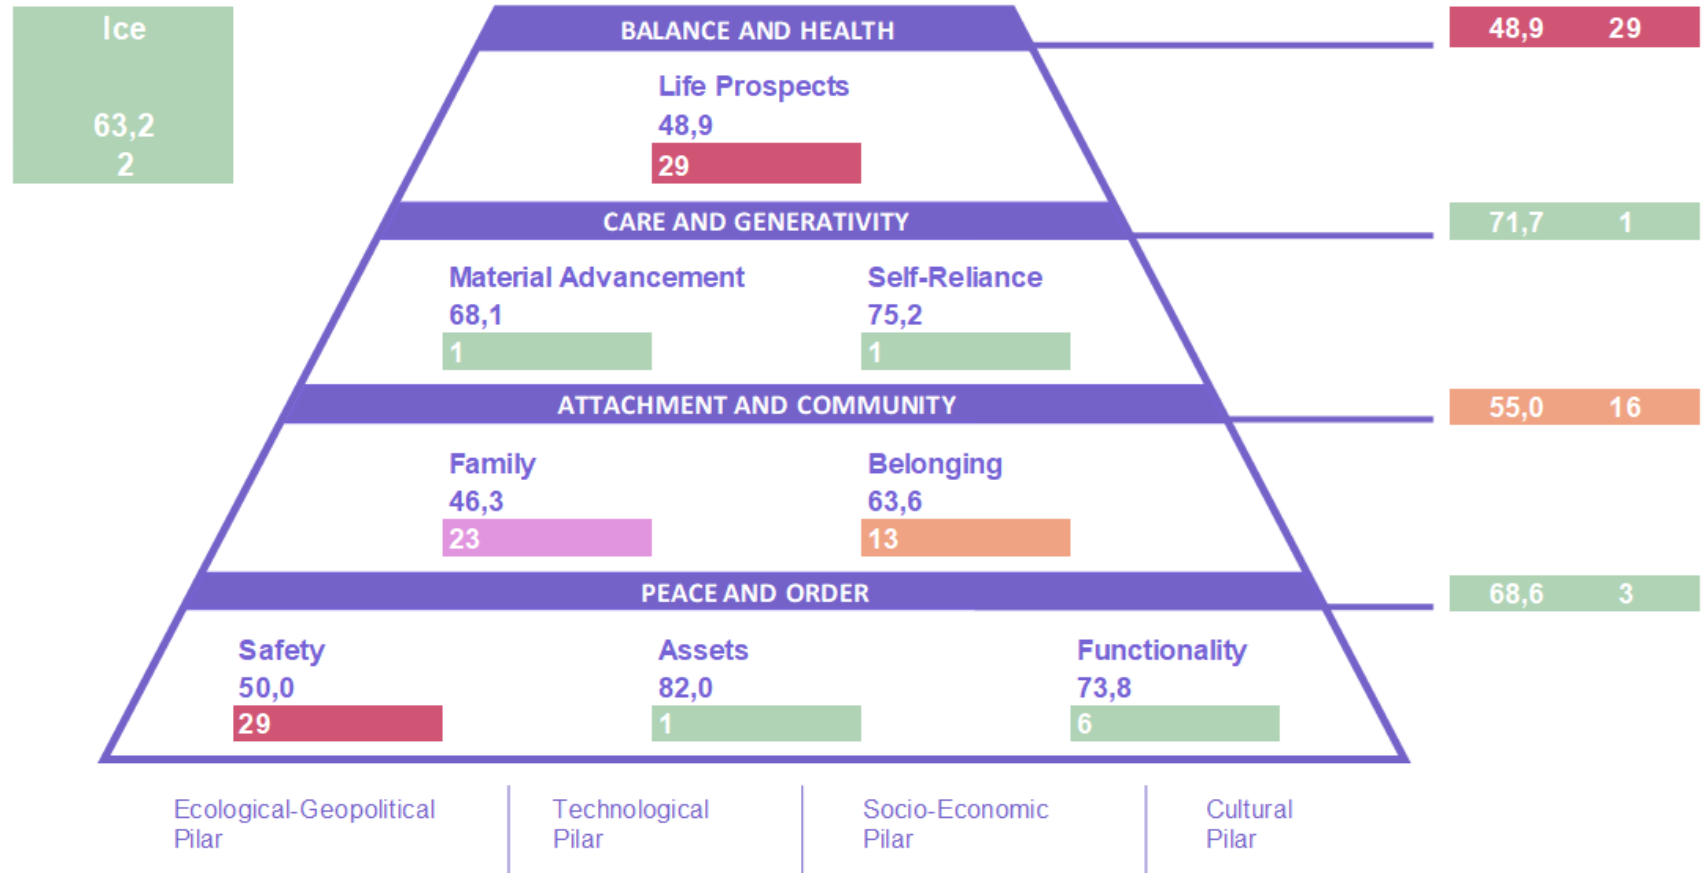 Ice
63,2
2
BALANCE AND HEALTH
48,9 29
Life Prospects
48,9
29
CARE AND GENERATIVITY
71,7 1
Material Advancement
68,1
1
Self-Reliance
75,2
1
ATTACHMENT AND COMMUNITY
55,0 16
Family
46,3
23
Belonging
63,6
13
PEACE AND ORDER
68,6 3
Safety
50,0
29
Assets
82,0
1
Functionality
73,8
6
Ecological-Geopolitical
Pilar
Technological
Pilar
Socio-Economic
Pilar
Cultural
Pilar